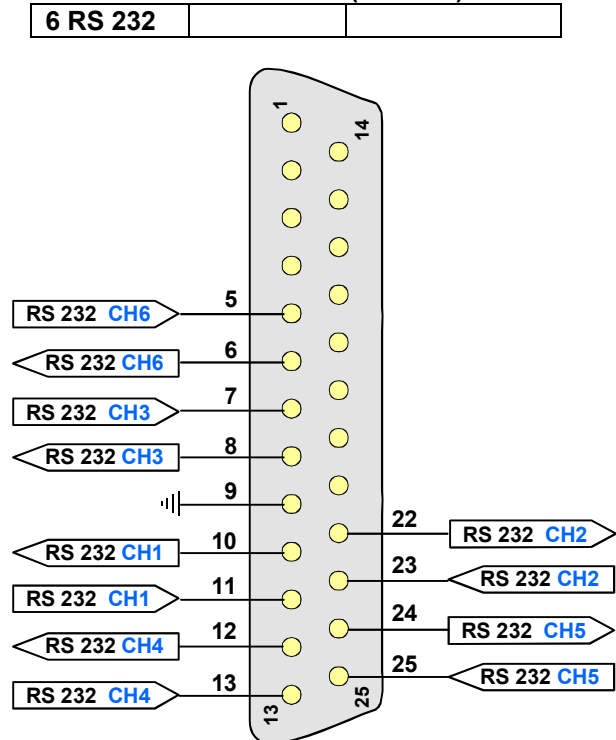 6 RS 232
1
14
5
RS 232 CH6
6
RS 232 CH6
7
RS 232 CH3
8
RS 232 CH3
9
10
RS 232 CH1
11
RS 232 CH1
12
RS 232 CH4
13
RS 232 CH4
22
RS 232 CH2
23
RS 232 CH2
24
RS 232 CH5
25
RS 232 CH5
13
25